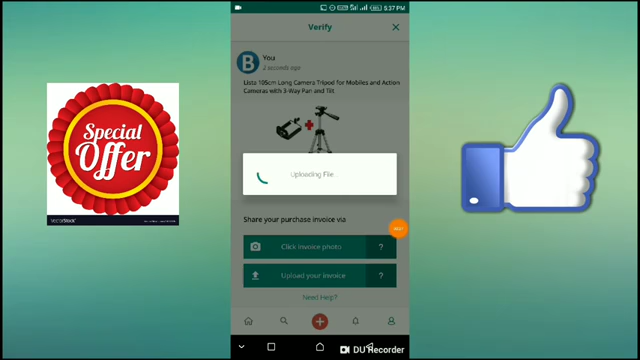 5:37 PM
Verify
B
You
2 seconds ago
Lista 105cm Long Camera Tripod for Mobiles and Action
Cameras with 3-Way Pan and Tilt
Uploading File...
Share your purchase invoice via
Click invoice photo
?
Upload your invoice
?
Need Help?
DU Recorder
Special
Offer
VectorStock